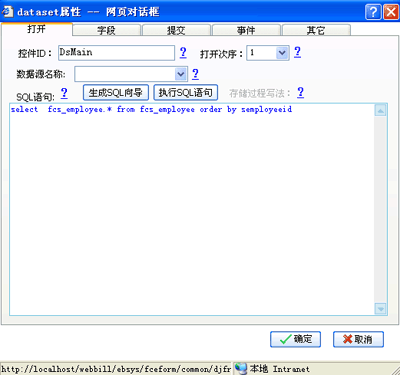 dataset属性 -- 网页对话框
打开 字段 提交 事件 其它
控件ID： DsMain ? 打开次序： 1 ?
数据源名称: ?
SQL语句: ? 生成SQL向导 执行SQL语句 存储过程写法： ?
select fcs_employee.* from fcs_employee order by semployeeid
确定 取消
http://localhost/webbill/ebsys/fceform/common/djfr 本地 Intranet